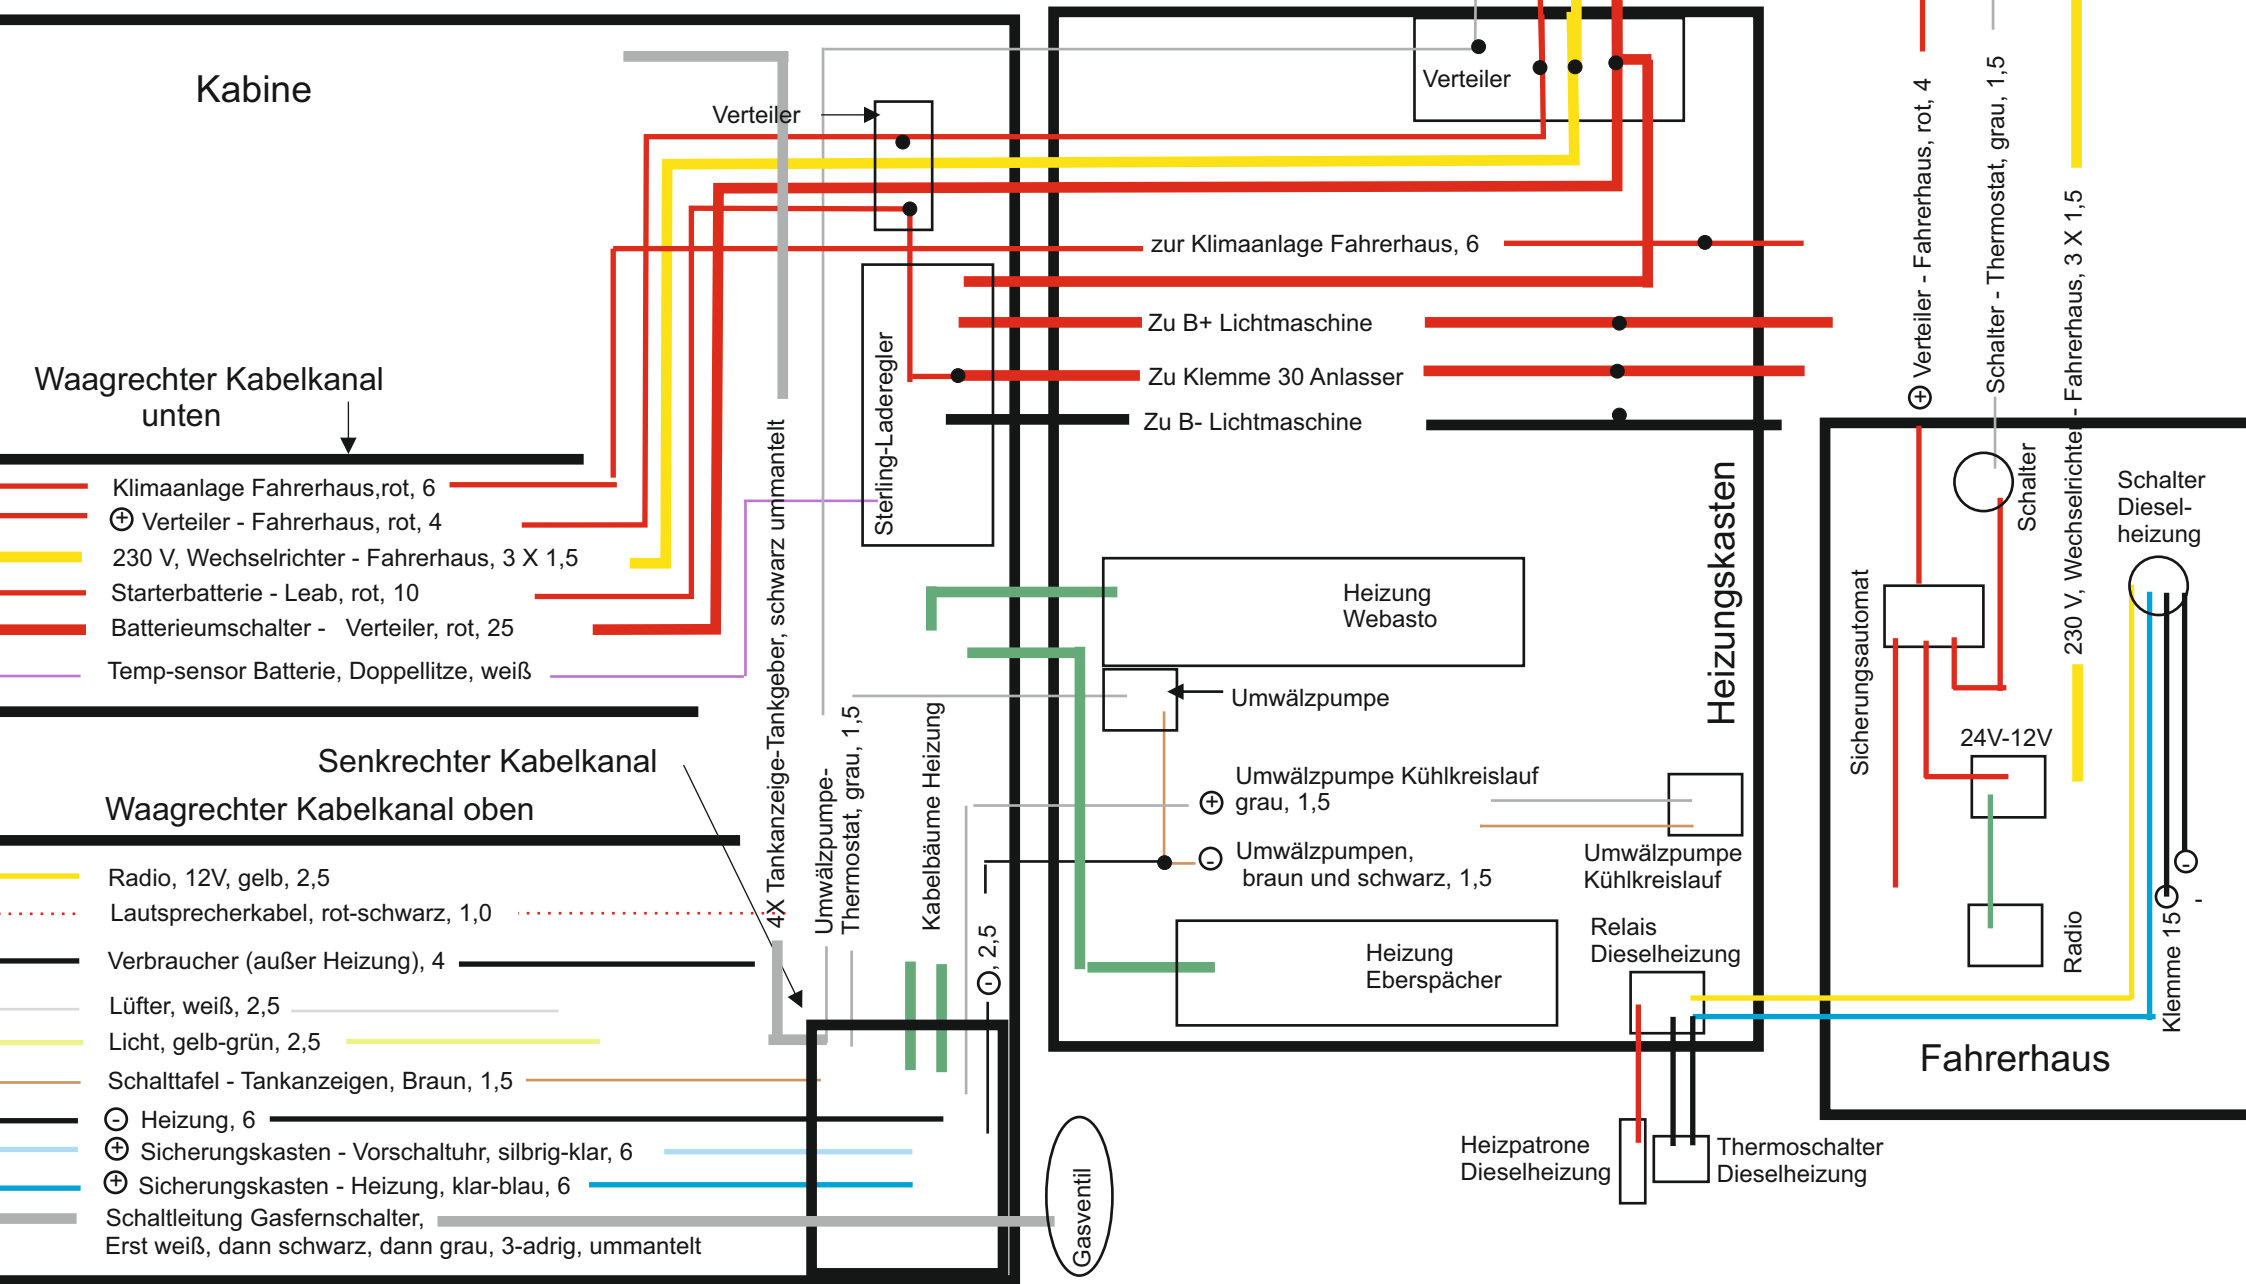 Kabine
Verteiler
Waagrechter Kabelkanal
unten
Klimaanlage Fahrerhaus,rot, 6
+ Verteiler - Fahrerhaus, rot, 4
230 V, Wechselrichter - Fahrerhaus, 3 X 1,5
Starterbatterie - Leab, rot, 10
Batterieumschalter - Verteiler, rot, 25
Temp-sensor Batterie, Doppellitze, weiß
Senkrechter Kabelkanal
Waagrechter Kabelkanal oben
Radio, 12V, gelb, 2,5
Lautsprecherkabel, rot-schwarz, 1,0
Verbraucher (außer Heizung), 4
Lüfter, weiß, 2,5
Licht, gelb-grün, 2,5
Schalttafel - Tankanzeigen, Braun, 1,5
- Heizung, 6
+ Sicherungskasten - Vorschaltuhr, silbrig-klar, 6
+ Sicherungskasten - Heizung, klar-blau, 6
Schaltleitung Gasfernschalter,
Erst weiß, dann schwarz, dann grau, 3-adrig, ummantelt
4X Tankanzeige-Tankgeber, schwarz ummantelt
Umwälzpumpe-
Thermostat, grau, 1,5
Sterling-Laderegler
Kabelbäume Heizung
-, 2,5
Gasventil
Verteiler
zur Klimaanlage Fahrerhaus, 6
Zu B+ Lichtmaschine
Zu Klemme 30 Anlasser
Zu B- Lichtmaschine
Heizungskasten
Heizung
Webasto
Umwälzpumpe
+ Umwälzpumpe Kühlkreislauf
grau, 1,5
- Umwälzpumpen,
braun und schwarz, 1,5
Umwälzpumpe
Kühlkreislauf
Heizung
Eberspächer
Relais
Dieselheizung
Heizpatrone
Dieselheizung
Thermoschalter
Dieselheizung
+ Verteiler - Fahrerhaus, rot, 4
Schalter - Thermostat, grau, 1,5
230 V, Wechselrichter - Fahrerhaus, 3 X 1,5
Schalter
Schalter
Diesel-
heizung
Sicherungsautomat
24V-12V
Radio
-
-
Klemme 15
Fahrerhaus